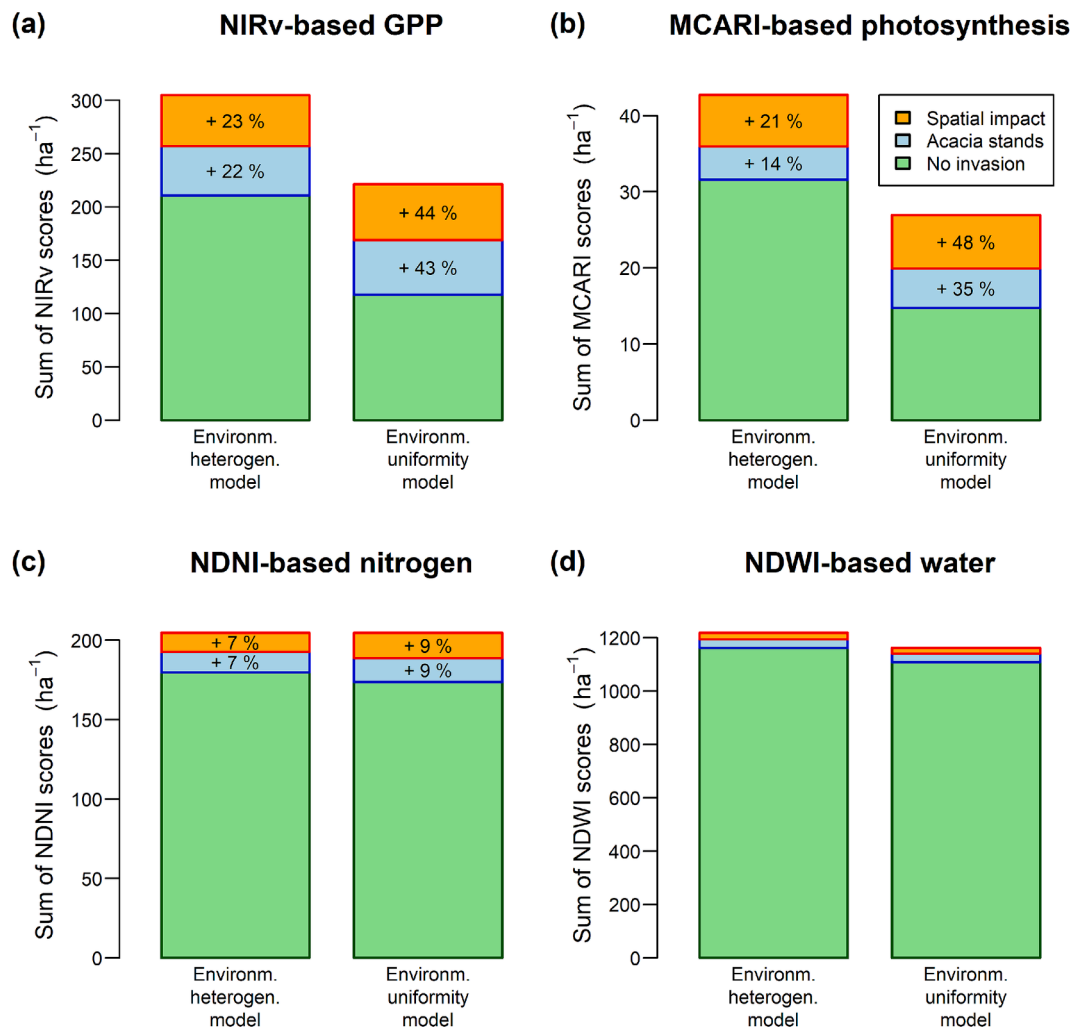 (a)
NIRv-based GPP
Sum of NIRv scores (ha⁻¹)
300
250
200
150
100
50
0
+ 23 %
+ 22 %
+ 44 %
+ 43 %
Environm.
heterogen.
model
Environm.
uniformity
model
(b)
MCARI-based photosynthesis
Sum of MCARI scores (ha⁻¹)
40
30
20
10
0
+ 21 %
+ 14 %
+ 48 %
+ 35 %
Spatial impact
Acacia stands
No invasion
Environm.
heterogen.
model
Environm.
uniformity
model
(c)
NDNI-based nitrogen
Sum of NDNI scores (ha⁻¹)
200
150
100
50
0
+ 7 %
+ 7 %
+ 9 %
+ 9 %
Environm.
heterogen.
model
Environm.
uniformity
model
(d)
NDWI-based water
Sum of NDWI scores (ha⁻¹)
1200
1000
800
600
400
200
0
Environm.
heterogen.
model
Environm.
uniformity
model